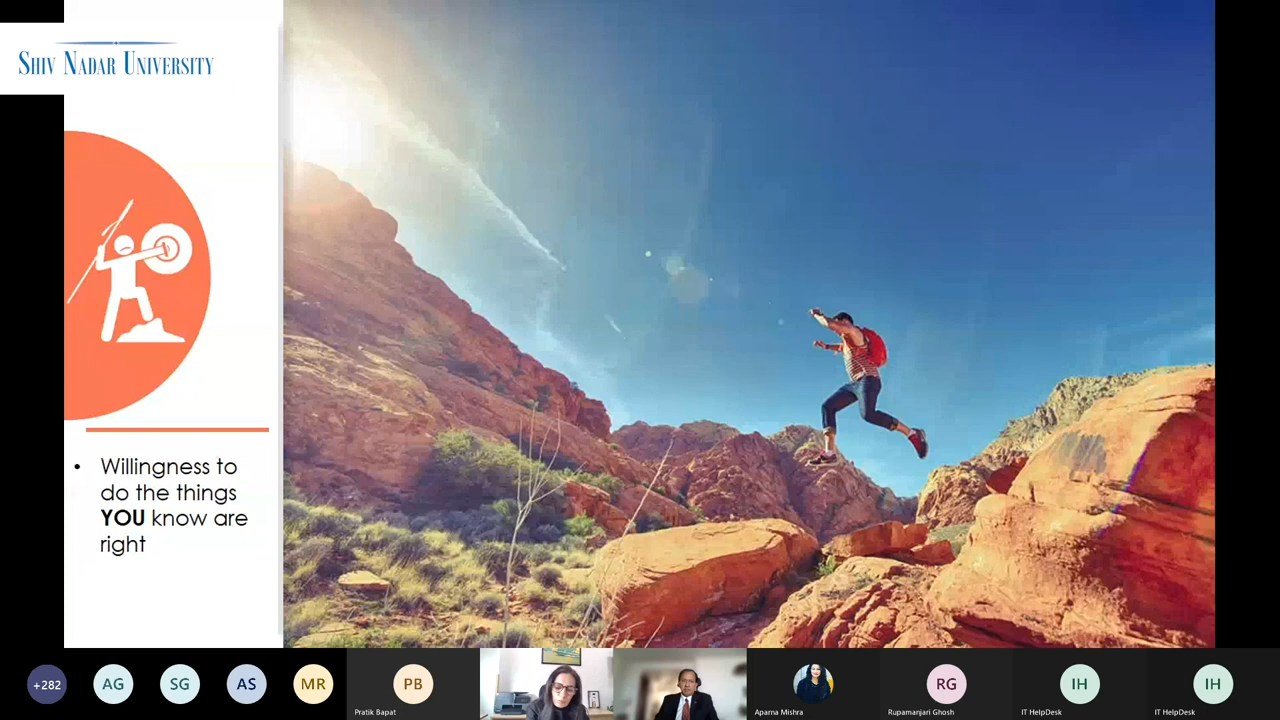 SHIV NADAR UNIVERSITY
• Willingness to
do the things
YOU know are
right
+282
AG
SG
AS
MR
PB
Pratik Bapat
Aparna Mishra
RG
Rupamanjari Ghosh
IH
IT HelpDesk
IH
IT HelpDesk